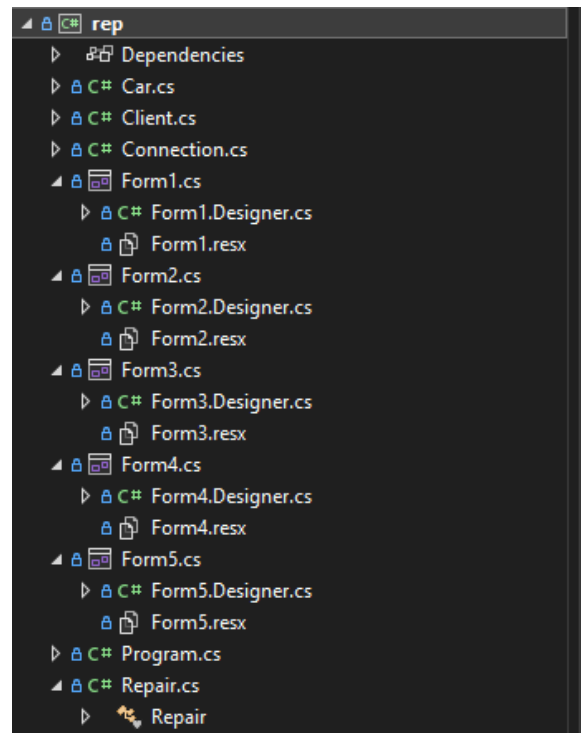 C# rep
Dependencies
C# Car.cs
C# Client.cs
C# Connection.cs
Form1.cs
C# Form1.Designer.cs
Form1.resx
Form2.cs
C# Form2.Designer.cs
Form2.resx
Form3.cs
C# Form3.Designer.cs
Form3.resx
Form4.cs
C# Form4.Designer.cs
Form4.resx
Form5.cs
C# Form5.Designer.cs
Form5.resx
C# Program.cs
C# Repair.cs
Repair